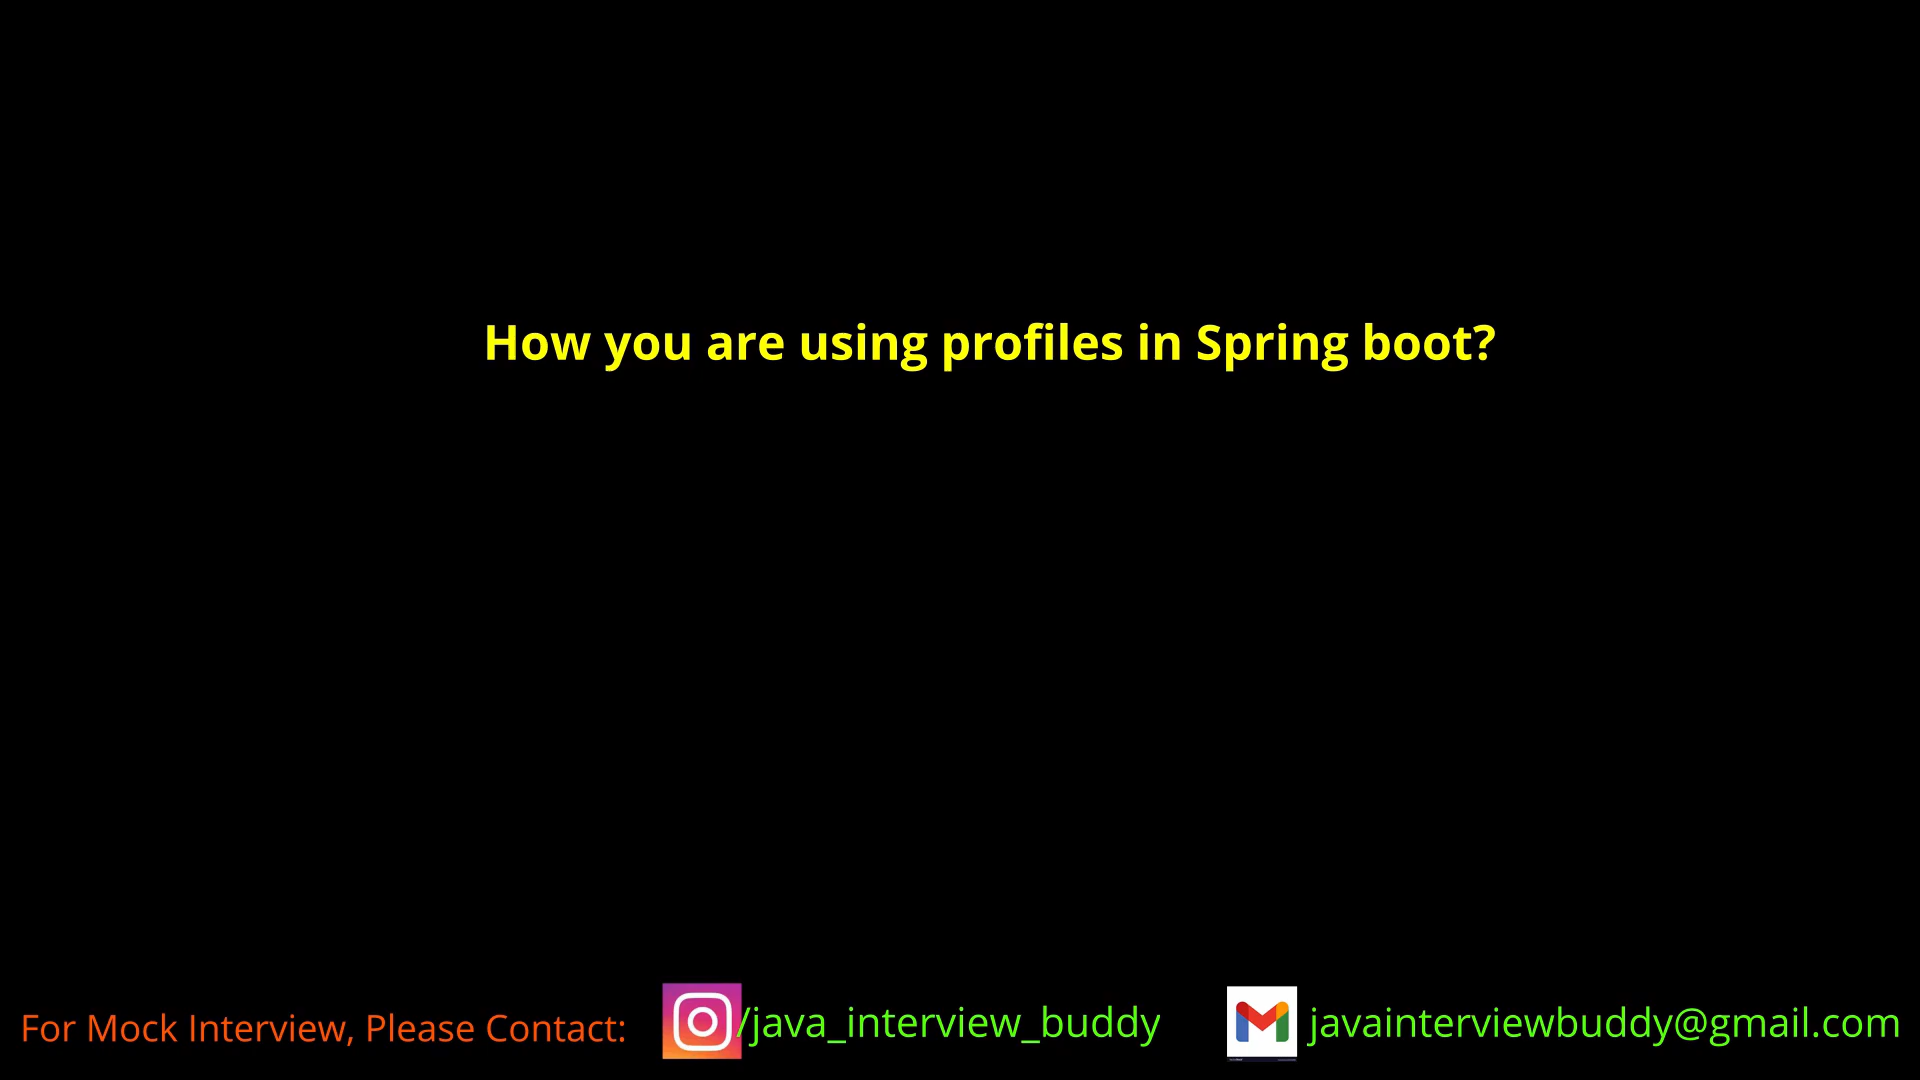 How you are using profiles in Spring boot?
For Mock Interview, Please Contact: /java_interview_buddy javainterviewbuddy@gmail.com